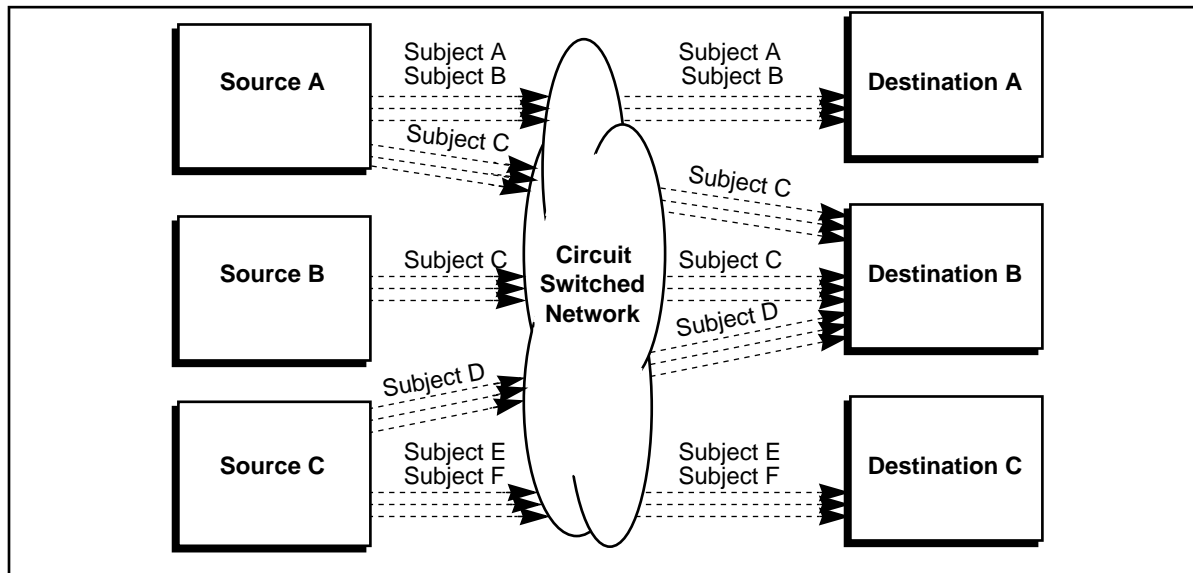 Subject A
Subject B
Subject A
Subject B
Source A
Destination A
Subject C
Subject C
Source B
Subject C
Circuit
Switched
Network
Subject C
Destination B
Subject D
Subject D
Source C
Subject E
Subject F
Subject E
Subject F
Destination C